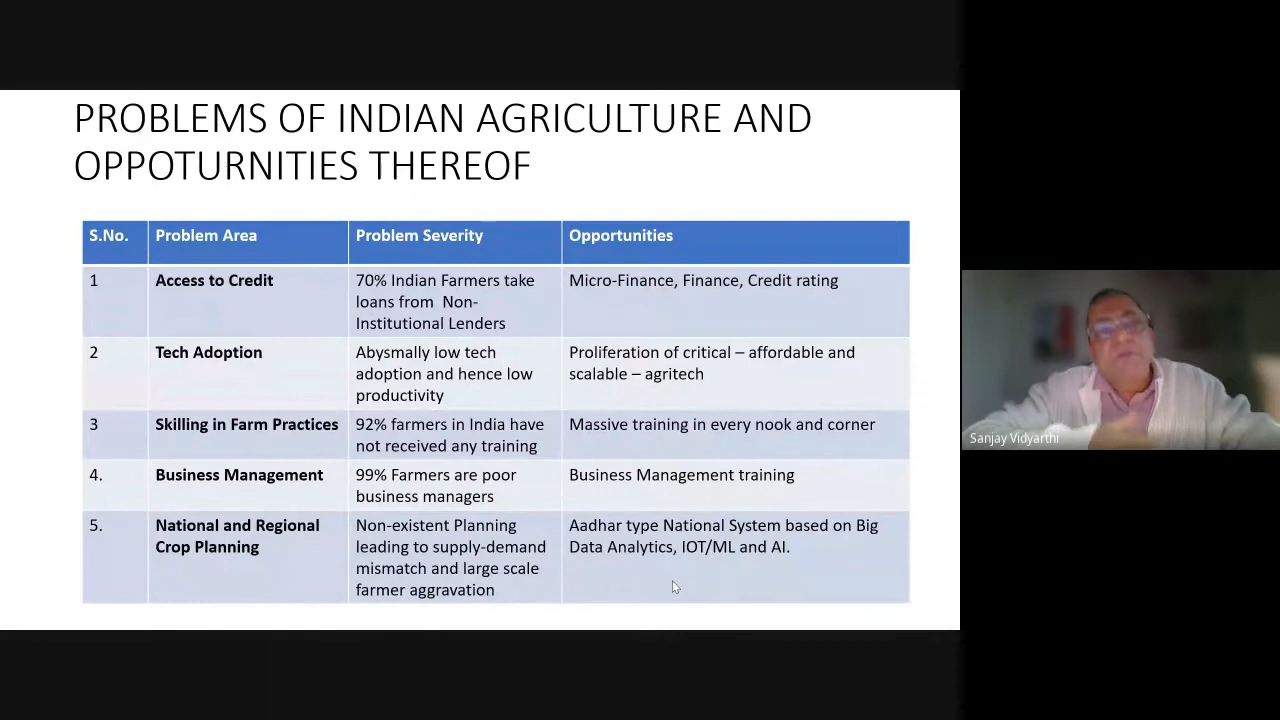 PROBLEMS OF INDIAN AGRICULTURE AND
OPPOTURNITIES THEREOF
S.No. Problem Area Problem Severity Opportunities
1 Access to Credit 70% Indian Farmers take Micro-Finance, Finance, Credit rating
loans from Non-
Institutional Lenders
2 Tech Adoption Abysmally low tech Proliferation of critical – affordable and
adoption and hence low scalable – agritech
productivity
3 Skilling in Farm Practices 92% farmers in India have Massive training in every nook and corner
not received any training
4. Business Management 99% Farmers are poor Business Management training
business managers
5. National and Regional Non-existent Planning Aadhar type National System based on Big
Crop Planning leading to supply-demand Data Analytics, IOT/ML and AI.
mismatch and large scale
farmer aggravation
Sanjay Vidyarthi